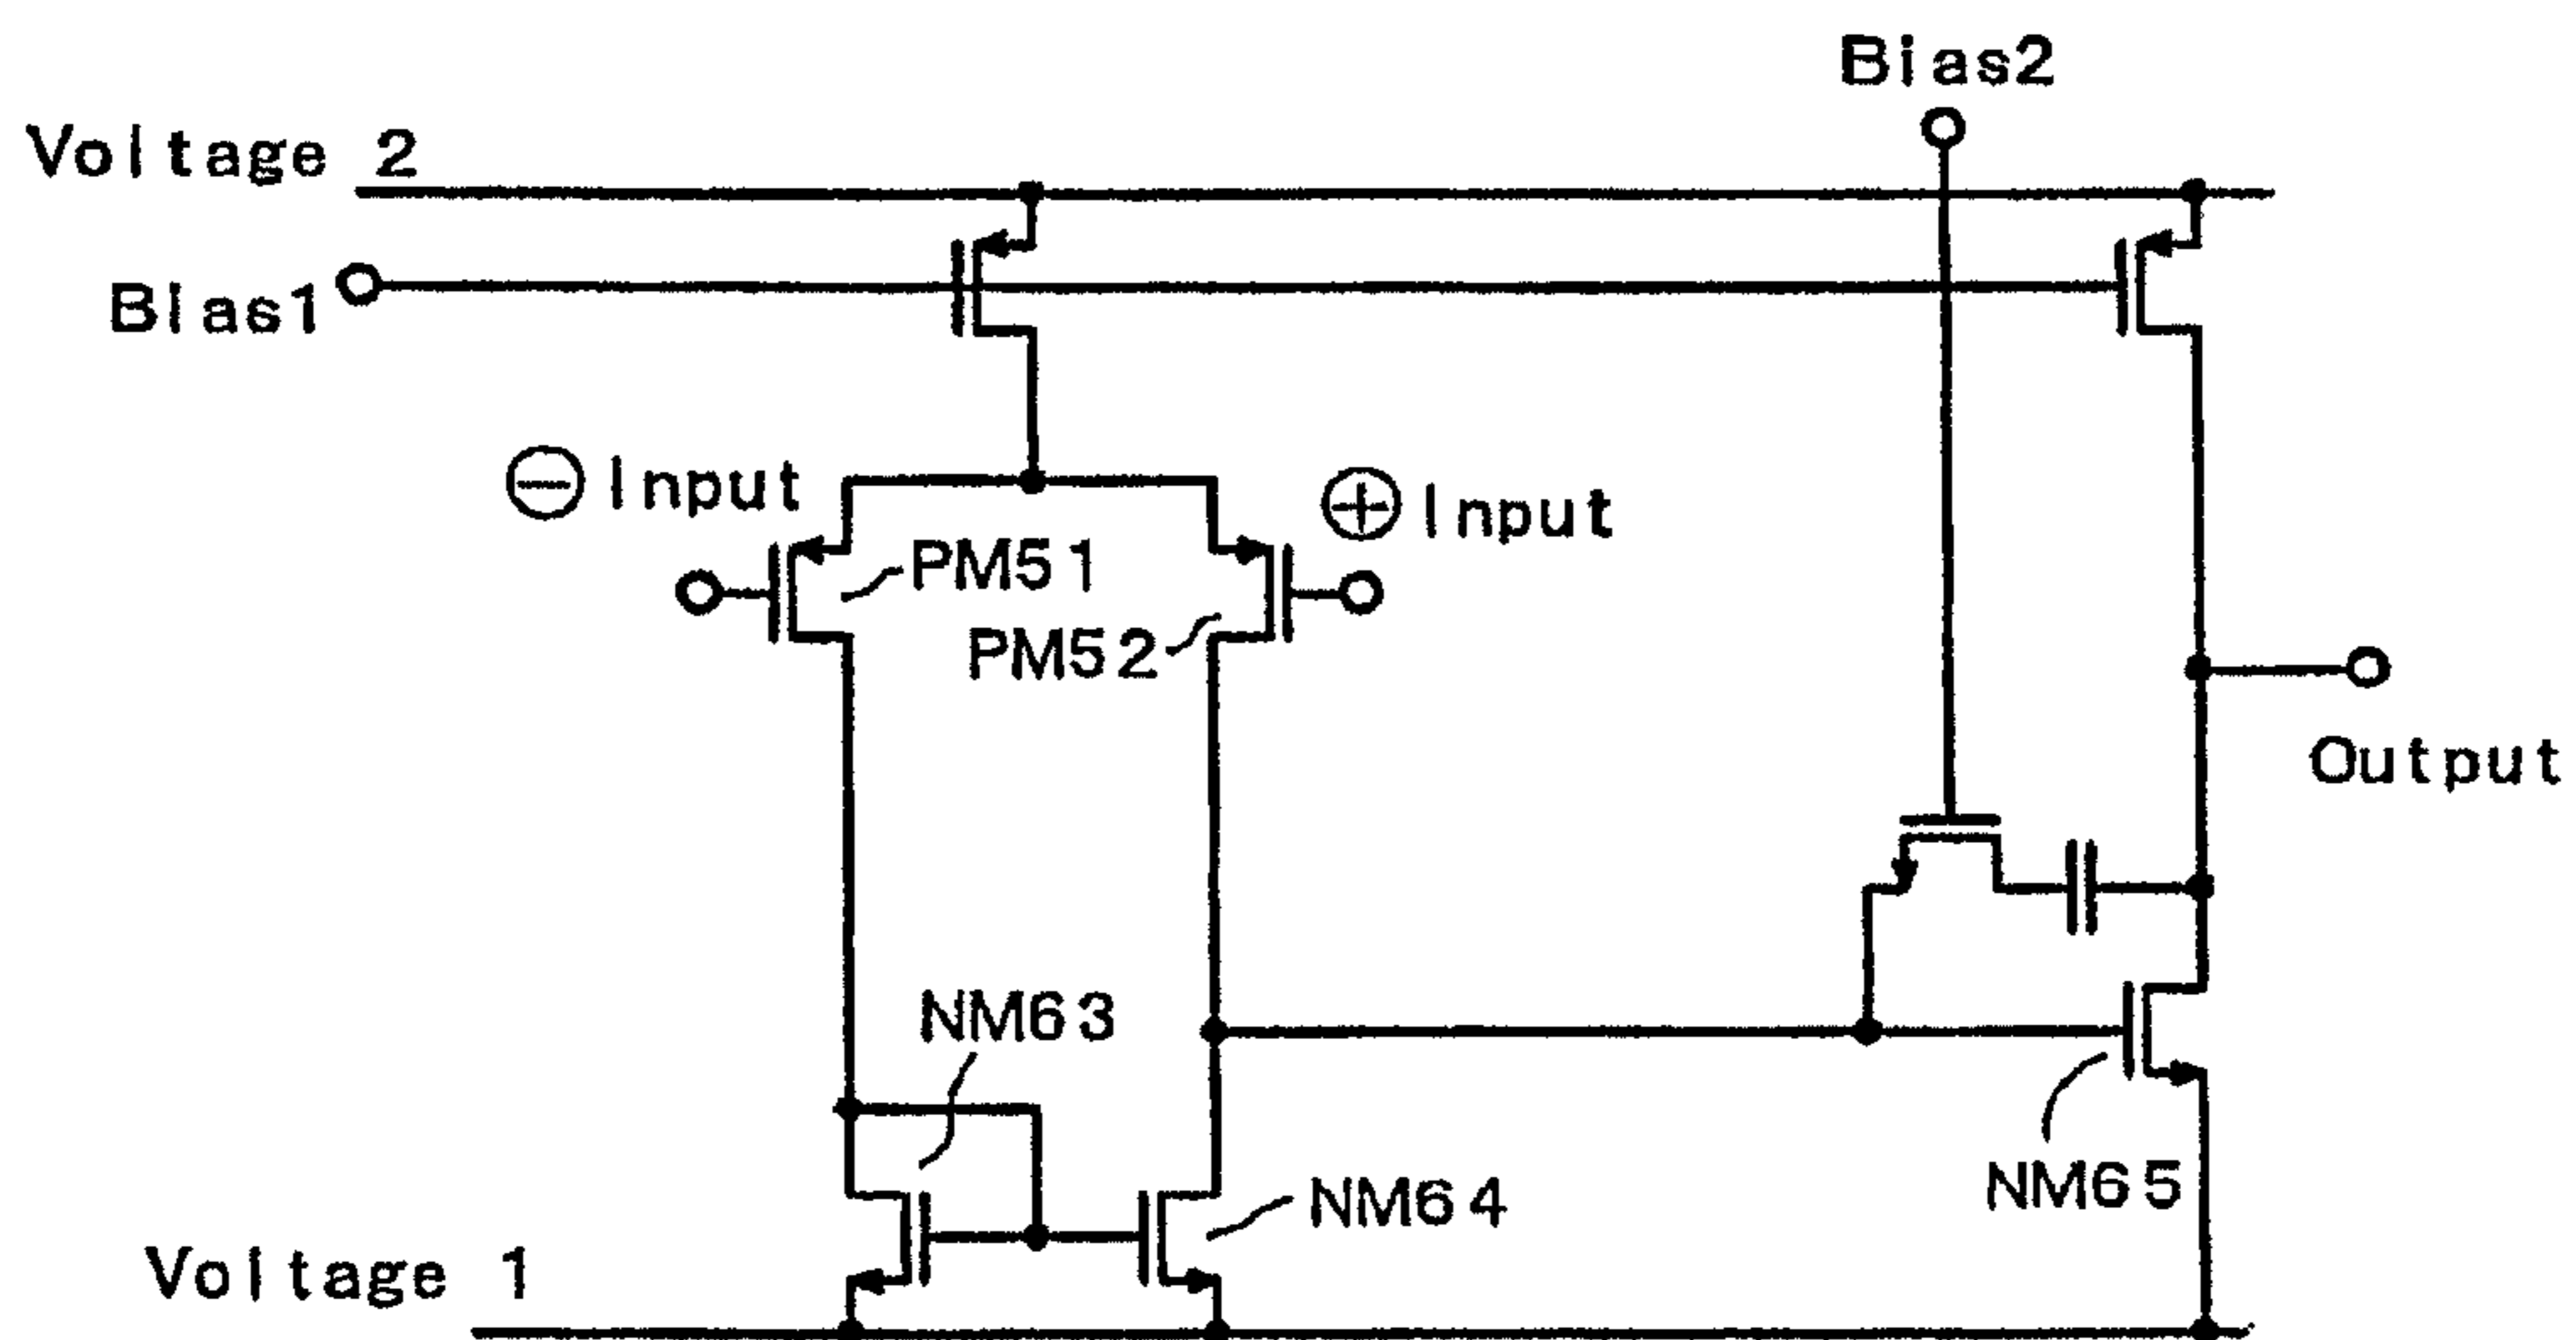 Bias2
Voltage 2
Bias1
⊖ Input
⊕ Input
PM51
PM52
Output
NM63
NM65
NM64
Voltage 1